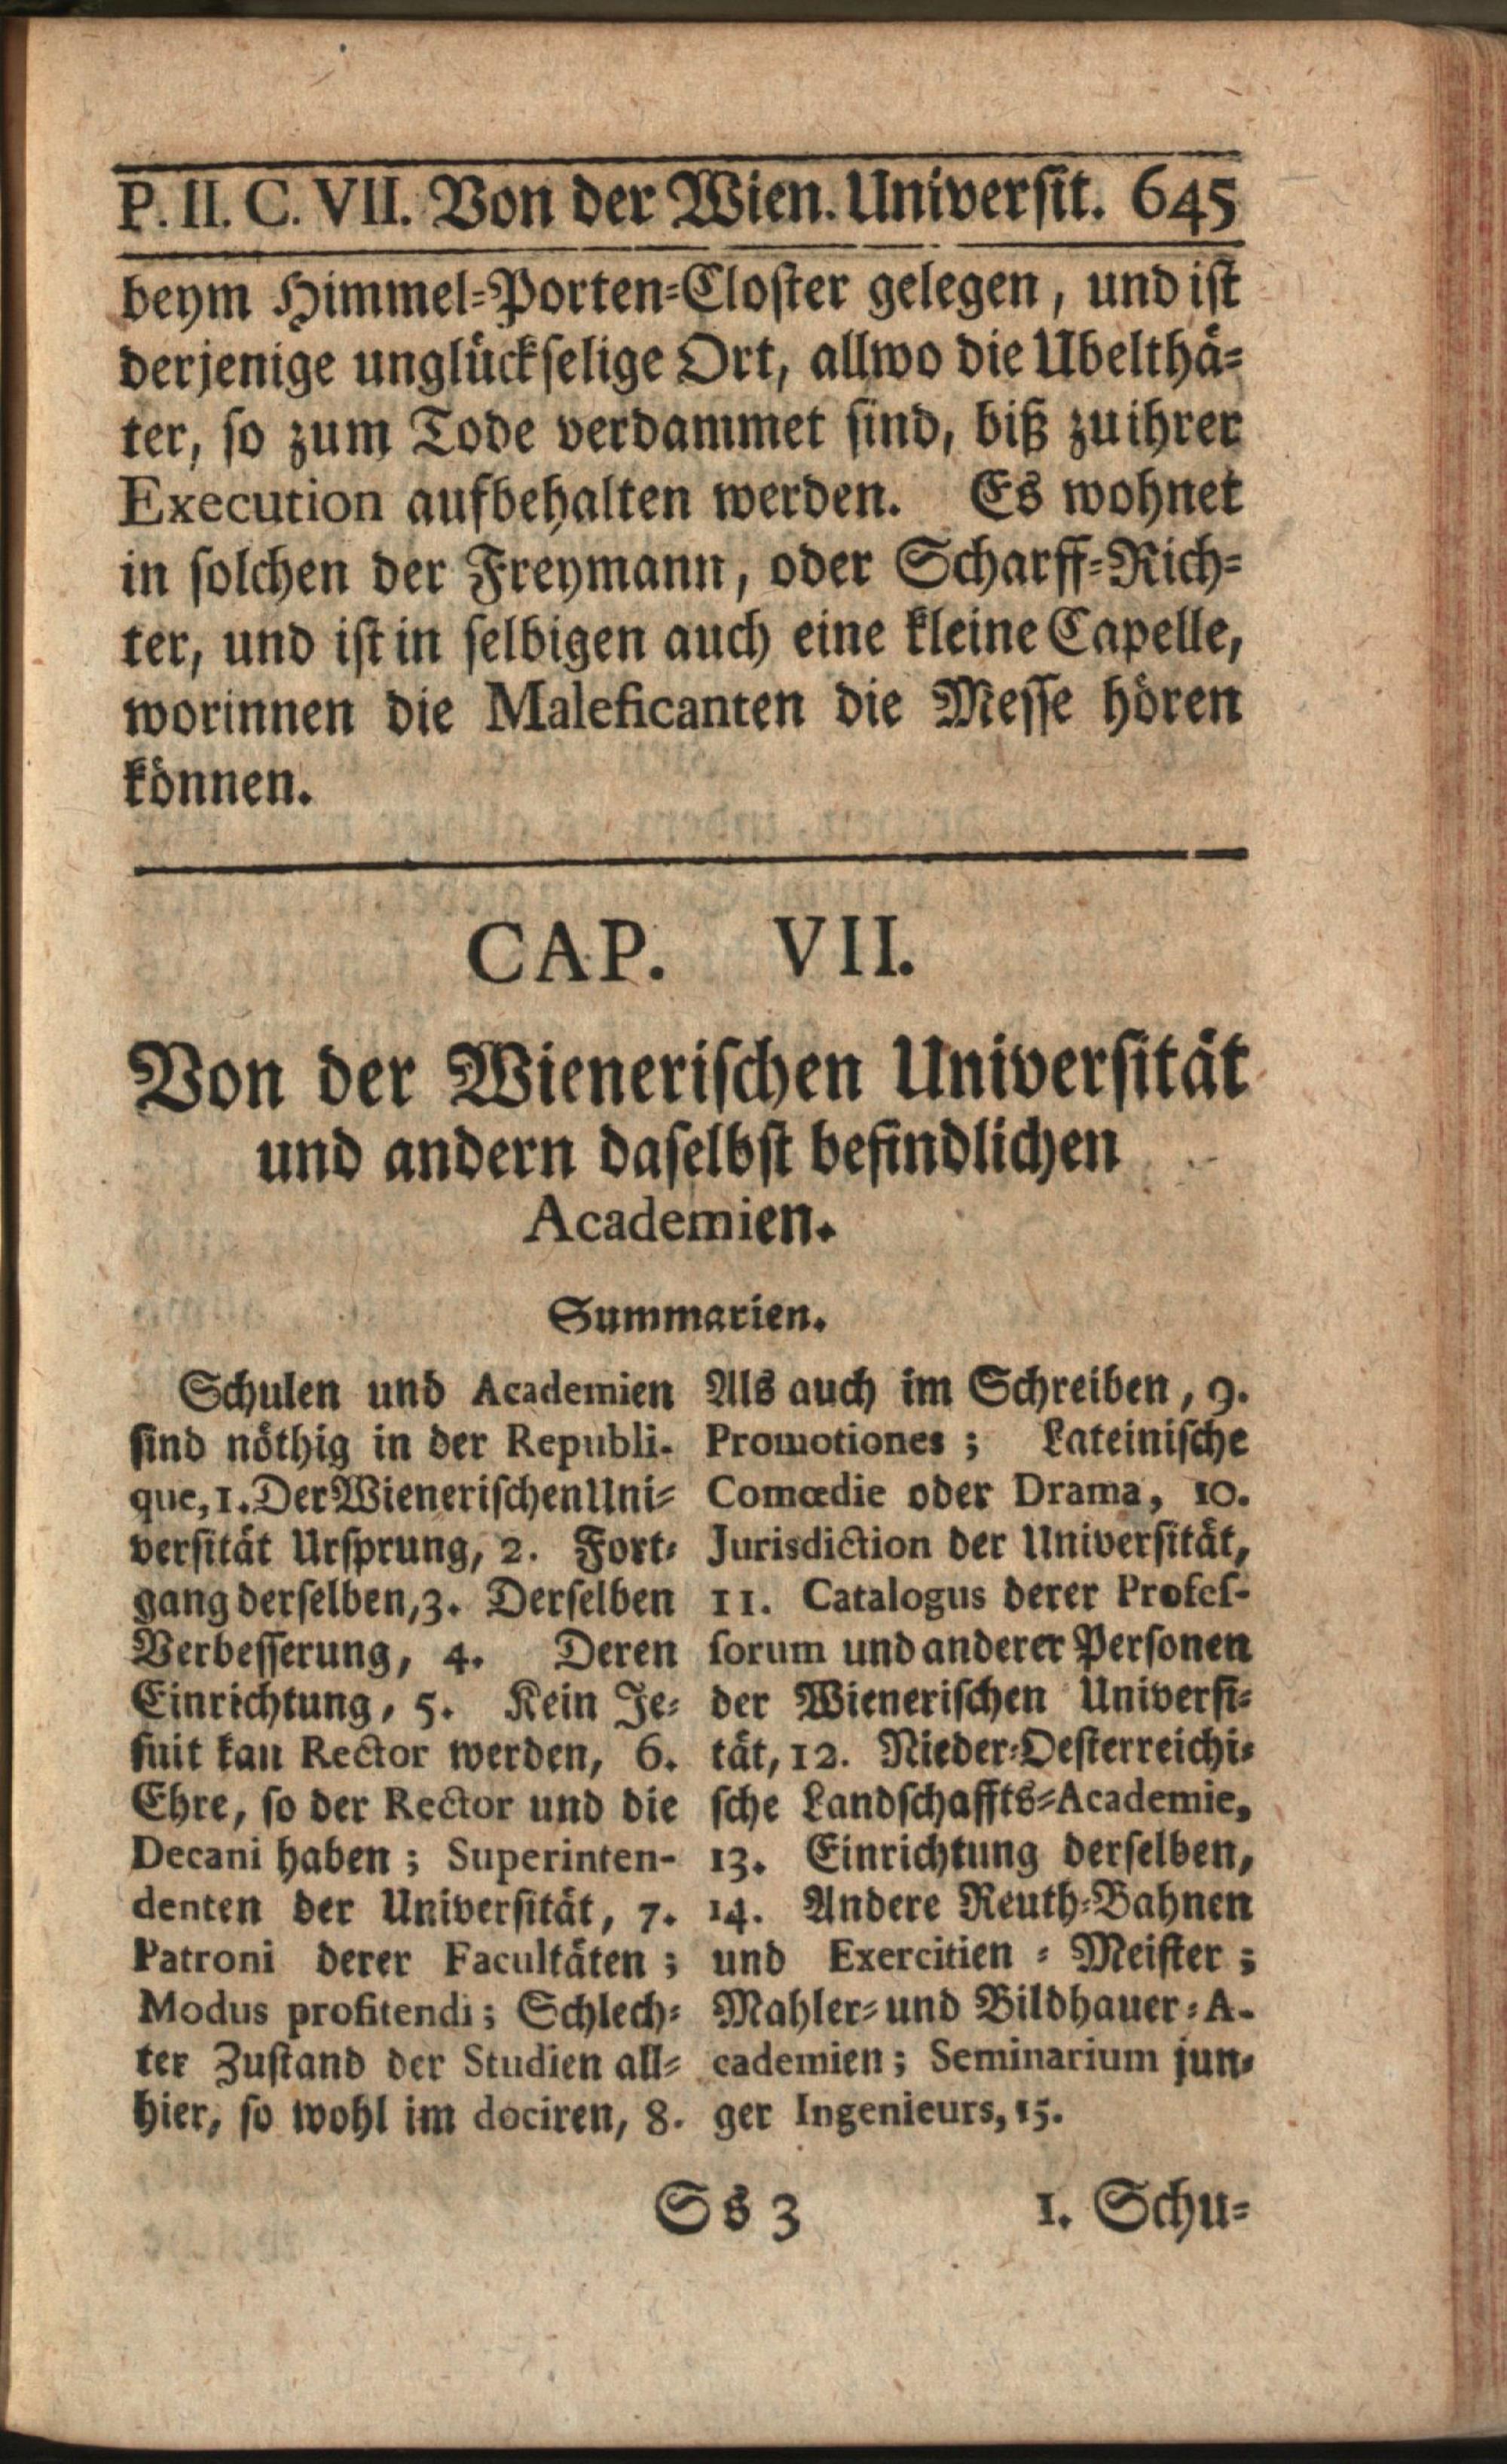 P. II. C. VII. Von der Wien. Universit. 645
beym Himmel-Porten-Closter gelegen, und ist
derjenige unglückselige Ort, allwo die Ubelthä-
ter, so zum Tode verdammet sind, biß zu ihrer
Execution aufbehalten werden. Es wohnet
in solchen der Freymann, oder Scharff-Rich-
ter, und ist in selbigen auch eine kleine Capelle,
worinnen die Maleficanten die Messe hören
können.
CAP. VII.
Von der Wienerischen Universität
und andern daselbst befindlichen
Academien.
Summarien.
Schulen und Academien
sind nöthig in der Republi-
que, 1. Der Wienerischen Uni-
versität Ursprung, 2. Fort-
gang derselben, 3. Derselben
Verbesserung, 4. Deren
Einrichtung, 5. Kein Je-
suit kan Rector werden, 6.
Ehre, so der Rector und die
Decani haben; Superinten-
denten der Universität, 7.
Patroni derer Facultäten;
Modus profitendi; Schlech-
ter Zustand der Studien all-
hier, so wohl im dociren, 8.
Als auch im Schreiben, 9.
Promotiones; Lateinische
Comœdie oder Drama, 10.
Jurisdiction der Universität,
11. Catalogus derer Profes-
sorum und anderer Personen
der Wienerischen Universi-
tät, 12. Nieder-Oesterreichi-
sche Landschaffts-Academie,
13. Einrichtung derselben,
14. Andere Reuth-Bahnen
und Exercitien-Meister;
Mahler- und Bildhauer-A-
cademien; Seminarium jun-
ger Ingenieurs, 15.
Ss 3 1. Schu-